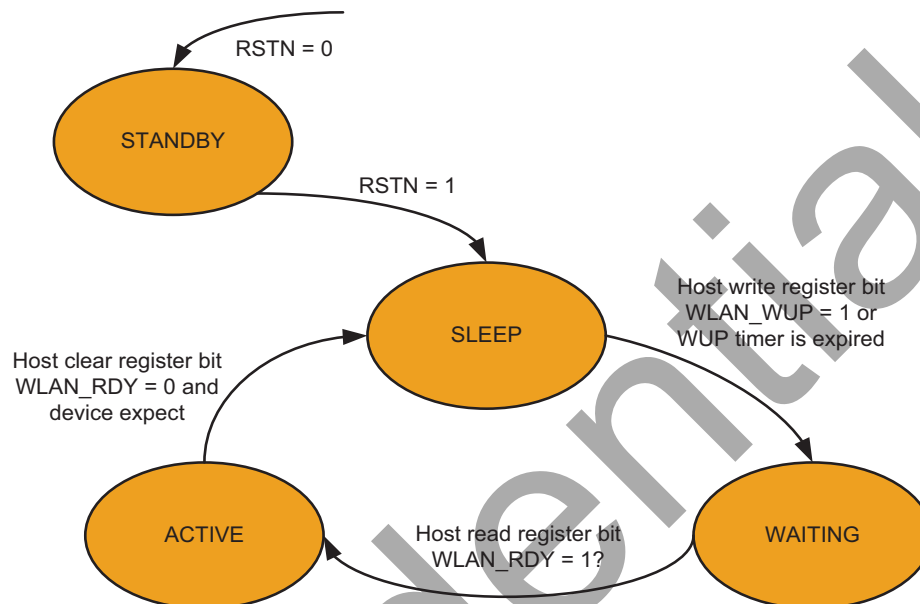 RSTN = 0
STANDBY
RSTN = 1
Host write register bit
WLAN_WUP = 1 or
WUP timer is expired
SLEEP
Host clear register bit
WLAN_RDY = 0 and
device expect
ACTIVE
Host read register bit
WLAN_RDY = 1?
WAITING
dential